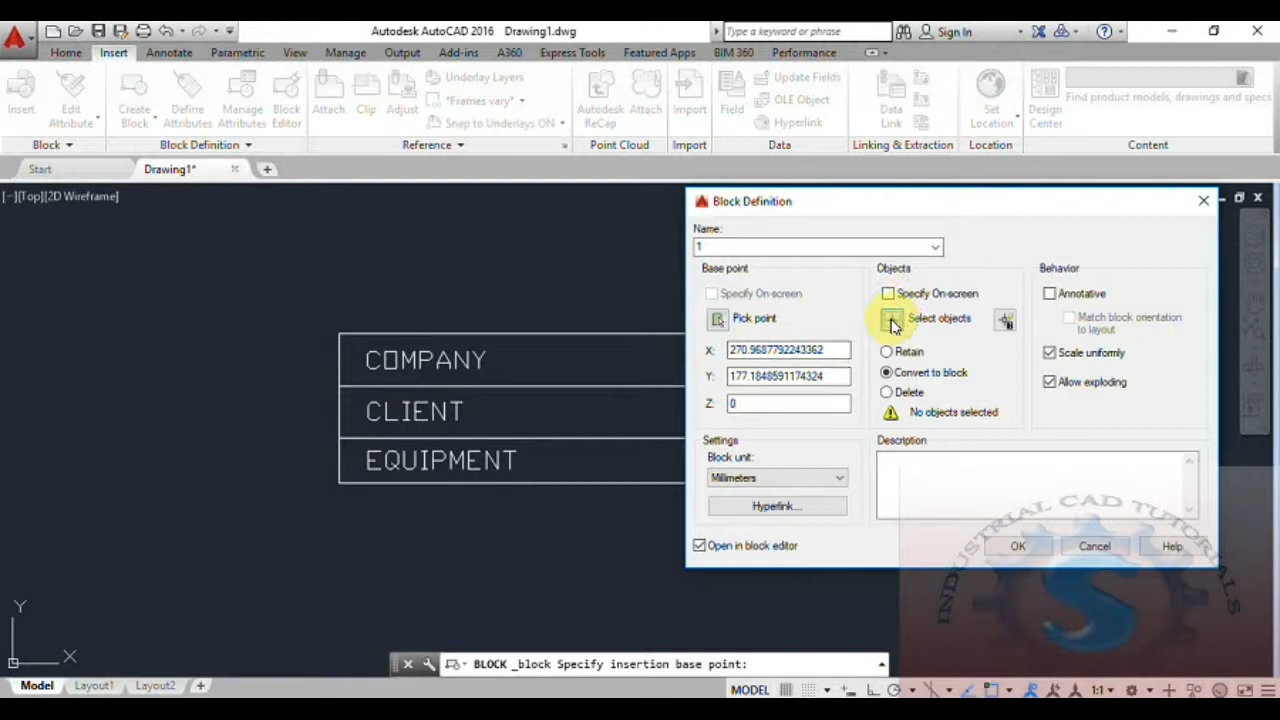 Autodesk AutoCAD 2016 Drawing1.dwg
Type a keyword or phrase
Sign In
Home Insert Annotate Parametric View Manage Output Add-ins A360 Express Tools Featured Apps BIM 360 Performance
Insert
Edit Attribute
Create Block
Define Attributes
Manage Attributes
Block Editor
Attach
Clip
Adjust
Underlay Layers
*Frames vary*
Snap to Underlays ON
Autodesk ReCap
Attach
Import
Field
Update Fields
OLE Object
Hyperlink
Data Link
Set Location
Design Center
Find product models, drawings and specs
Block Block Definition Reference Point Cloud Import Data Linking & Extraction Location Content
Start Drawing1*
[−][Top][2D Wireframe]
COMPANY
CLIENT
EQUIPMENT
Block Definition
Name:
1
Base point
Specify On-screen
Pick point
X: 270.9687792243362
Y: 177.1848591174324
Z: 0
Objects
Specify On-screen
Select objects
Retain
Convert to block
Delete
No objects selected
Behavior
Annotative
Match block orientation
to layout
Scale uniformly
Allow exploding
Settings
Block unit:
Millimeters
Hyperlink...
Description
Open in block editor
OK Cancel Help
INDUSTRIAL CAD TUTORIALS
S
Y
X
BLOCK _block Specify insertion base point:
Model Layout1 Layout2 +
MODEL 1:1